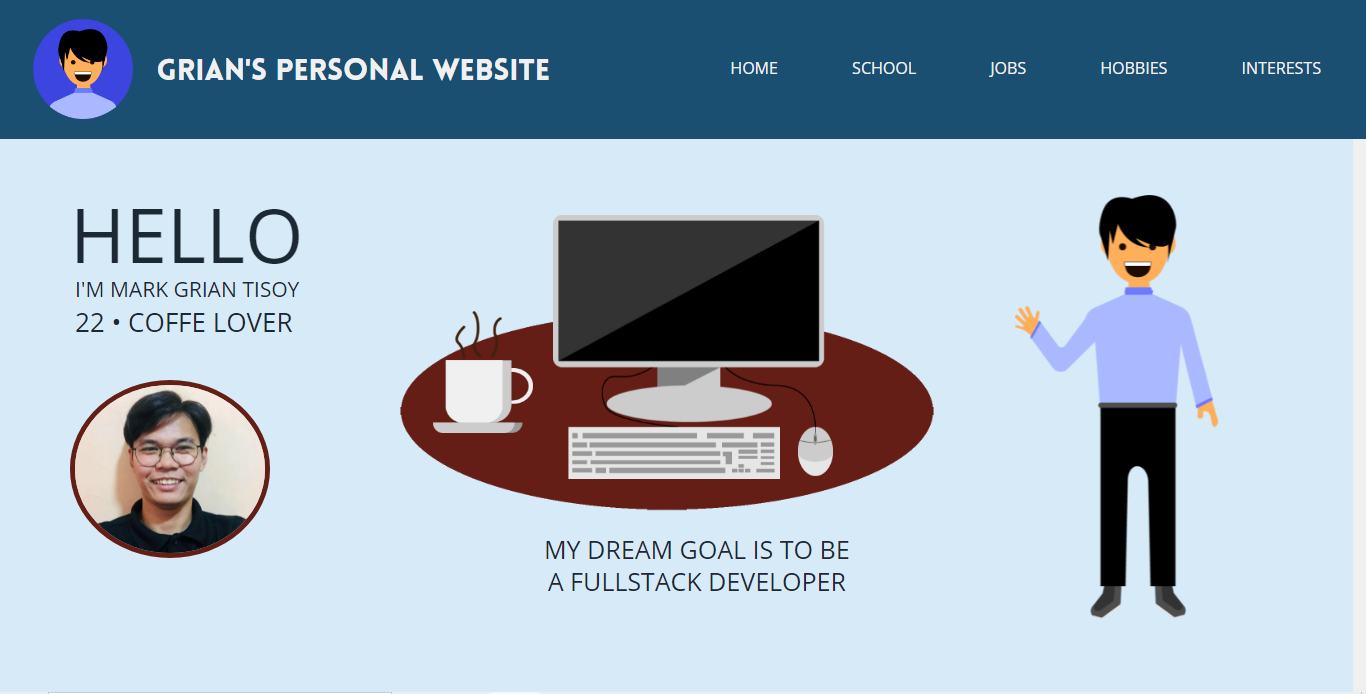 GRIAN'S PERSONAL WEBSITE
HOME SCHOOL JOBS HOBBIES INTERESTS
HELLO
I'M MARK GRIAN TISOY
22 • COFFE LOVER
MY DREAM GOAL IS TO BE
A FULLSTACK DEVELOPER